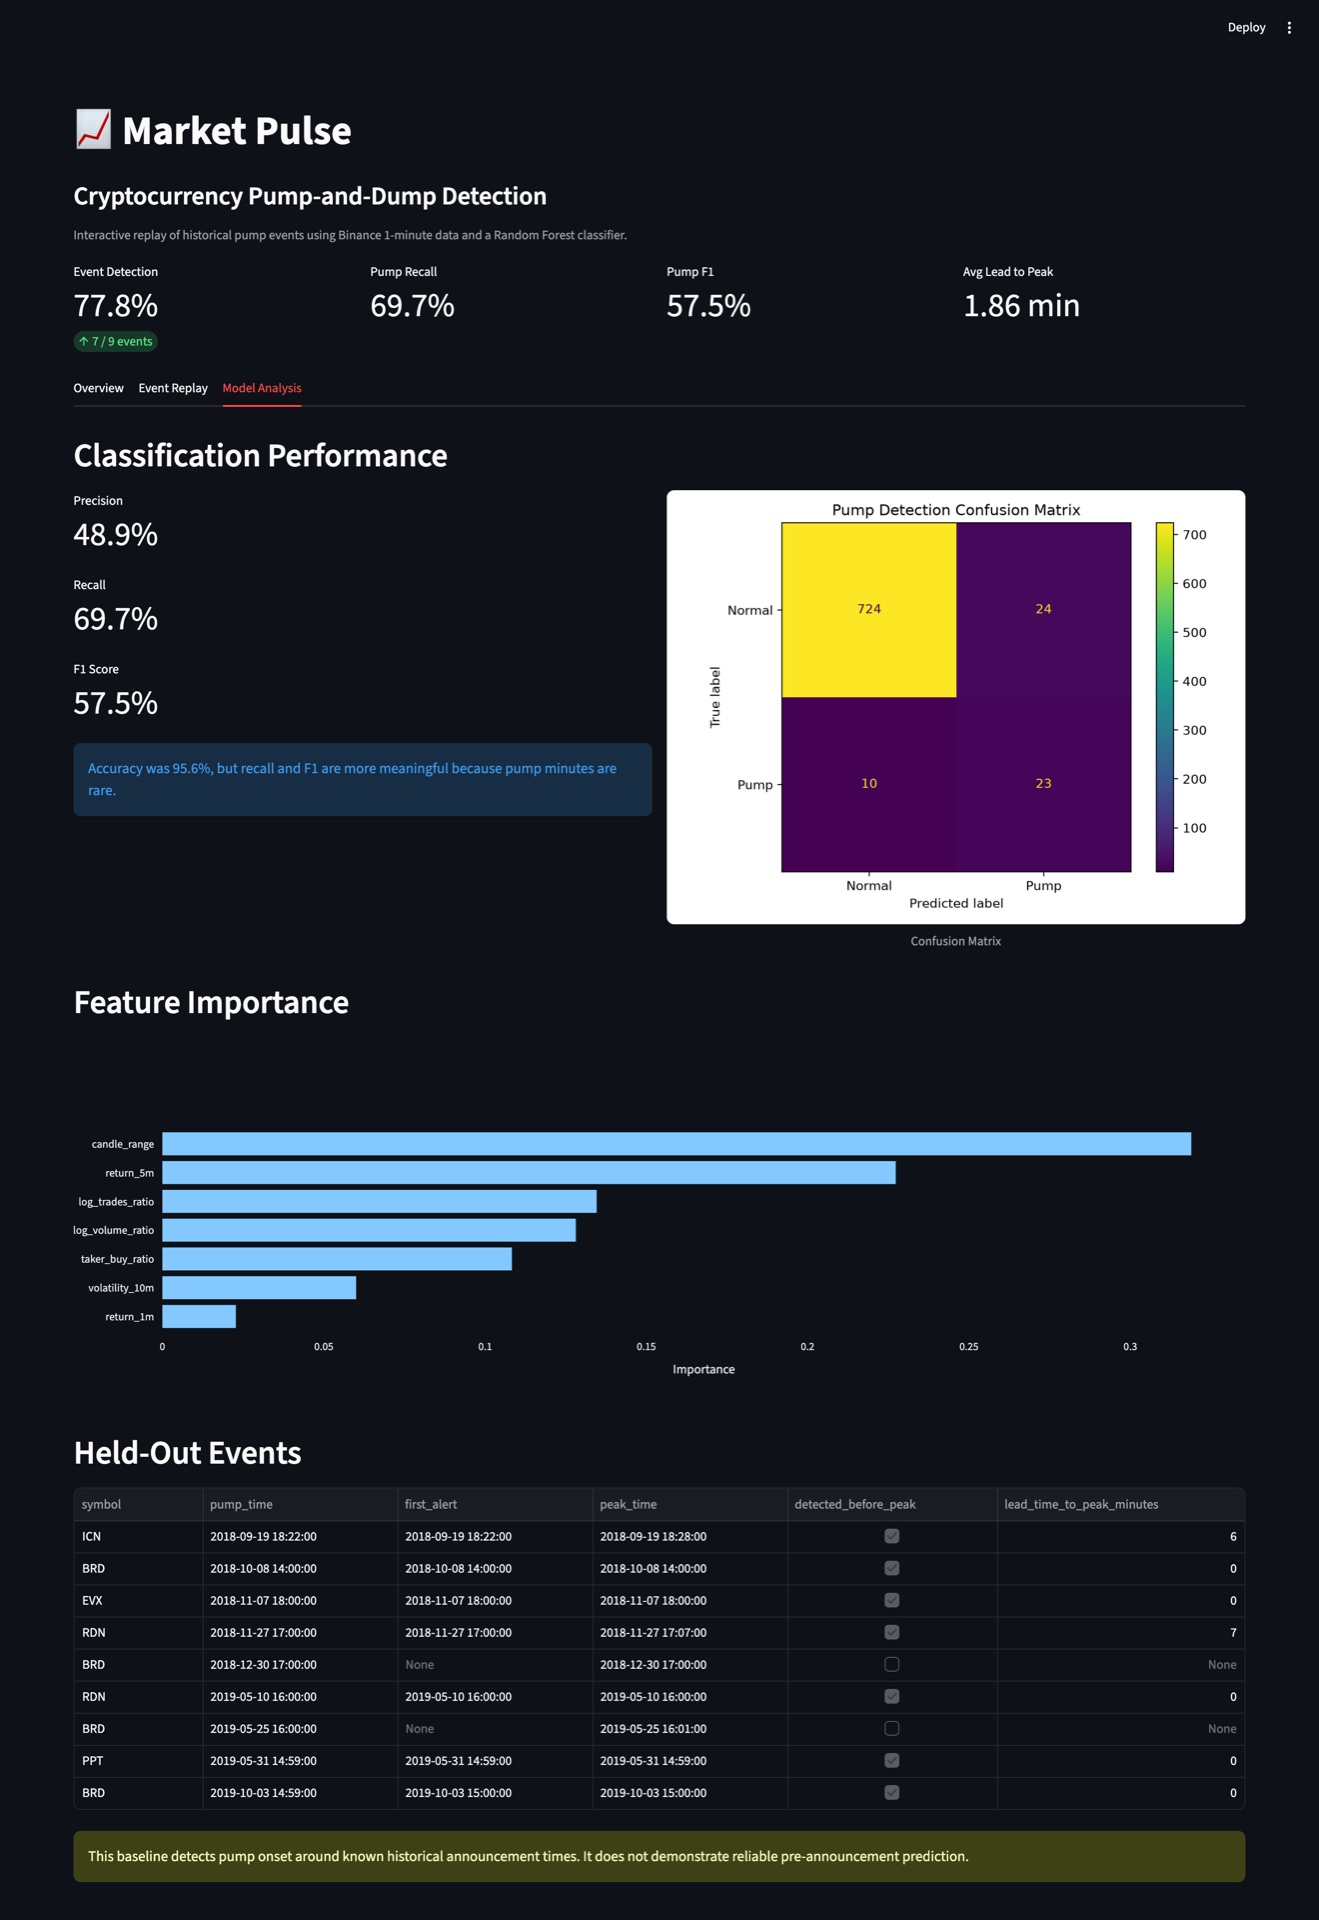 Deploy
📈 Market Pulse
Cryptocurrency Pump-and-Dump Detection
Interactive replay of historical pump events using Binance 1-minute data and a Random Forest classifier.
Event Detection
77.8%
↑ 7 / 9 events
Pump Recall
69.7%
Pump F1
57.5%
Avg Lead to Peak
1.86 min
Overview Event Replay Model Analysis
Classification Performance
Precision
48.9%
Recall
69.7%
F1 Score
57.5%
Accuracy was 95.6%, but recall and F1 are more meaningful because pump minutes are
rare.
Pump Detection Confusion Matrix
True label
Normal 724 24
Pump 10 23
Normal Pump
Predicted label
700
600
500
400
300
200
100
Confusion Matrix
Feature Importance
candle_range
return_5m
log_trades_ratio
log_volume_ratio
taker_buy_ratio
volatility_10m
return_1m
0 0.05 0.1 0.15 0.2 0.25 0.3
Importance
Held-Out Events
symbol pump_time first_alert peak_time detected_before_peak lead_time_to_peak_minutes
ICN 2018-09-19 18:22:00 2018-09-19 18:22:00 2018-09-19 18:28:00 6
BRD 2018-10-08 14:00:00 2018-10-08 14:00:00 2018-10-08 14:00:00 0
EVX 2018-11-07 18:00:00 2018-11-07 18:00:00 2018-11-07 18:00:00 0
RDN 2018-11-27 17:00:00 2018-11-27 17:00:00 2018-11-27 17:07:00 7
BRD 2018-12-30 17:00:00 None 2018-12-30 17:00:00 None
RDN 2019-05-10 16:00:00 2019-05-10 16:00:00 2019-05-10 16:00:00 0
BRD 2019-05-25 16:00:00 None 2019-05-25 16:01:00 None
PPT 2019-05-31 14:59:00 2019-05-31 14:59:00 2019-05-31 14:59:00 0
BRD 2019-10-03 14:59:00 2019-10-03 15:00:00 2019-10-03 15:00:00 0
This baseline detects pump onset around known historical announcement times. It does not demonstrate reliable pre-announcement prediction.